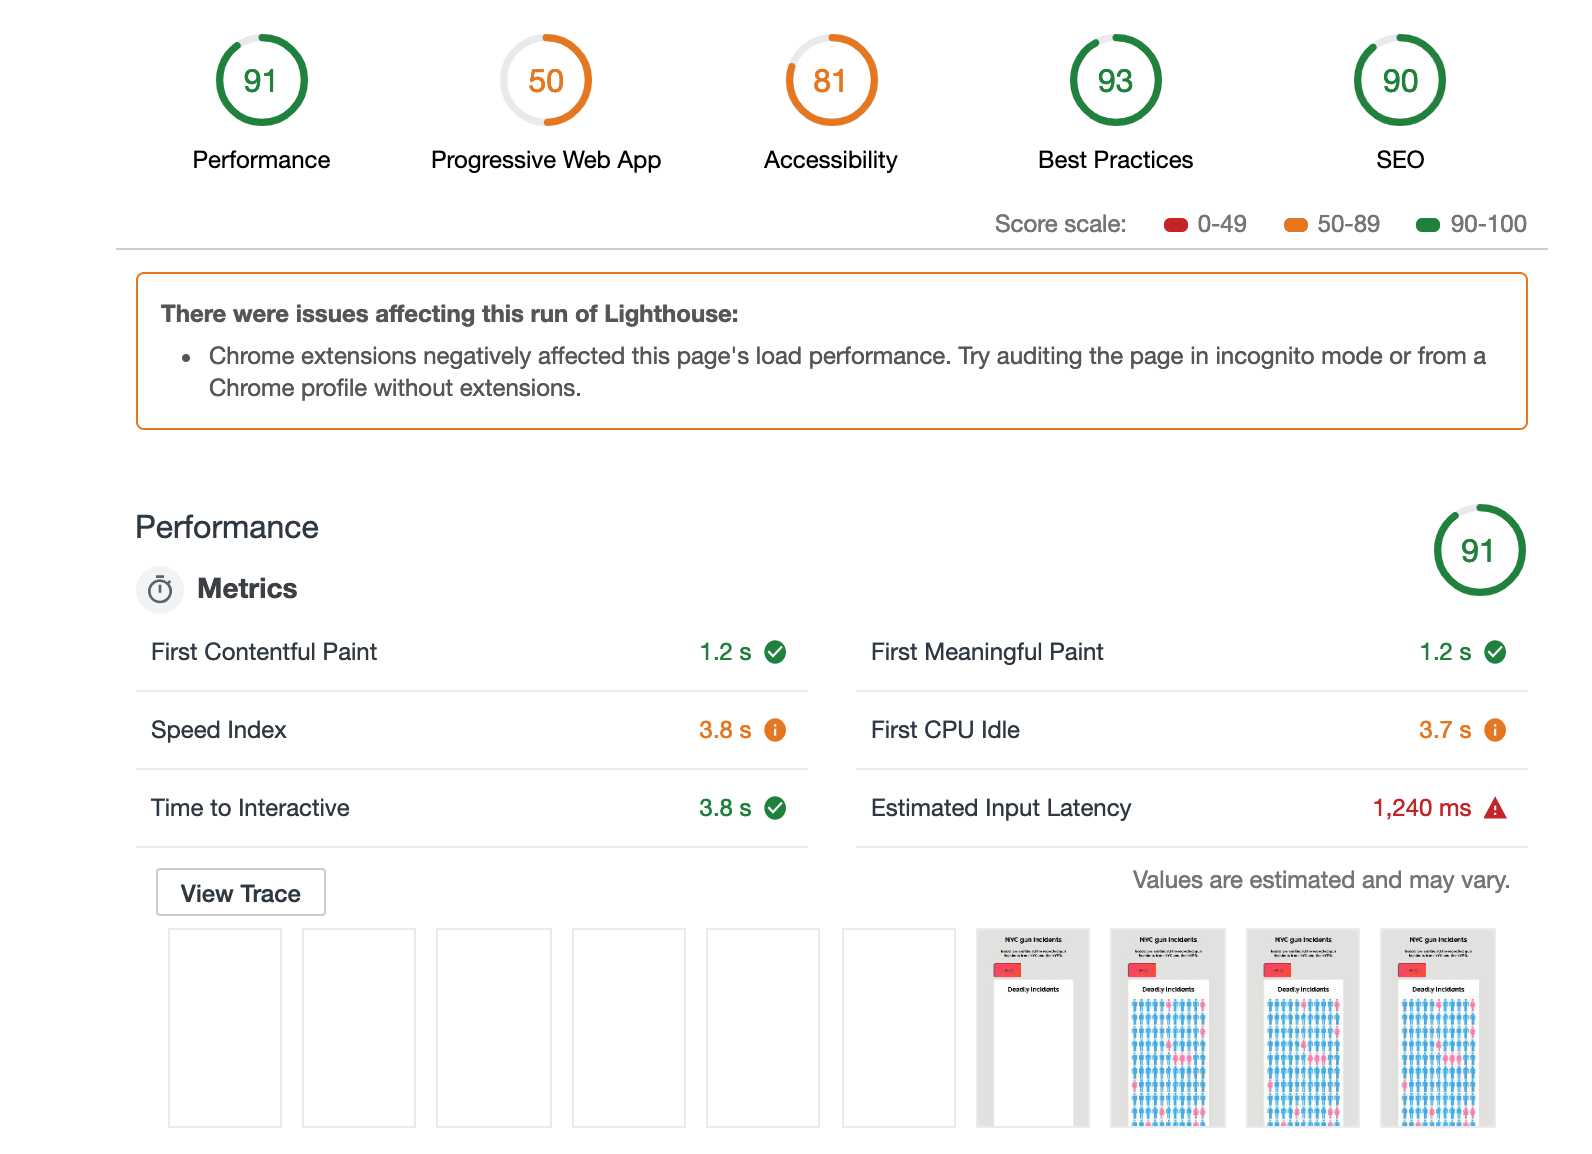 91
50
81
93
90
Performance
Progressive Web App
Accessibility
Best Practices
SEO
Score scale: 0-49 50-89 90-100
There were issues affecting this run of Lighthouse:
• Chrome extensions negatively affected this page's load performance. Try auditing the page in incognito mode or from a
Chrome profile without extensions.
Performance
91
Metrics
First Contentful Paint 1.2 s
First Meaningful Paint 1.2 s
Speed Index 3.8 s
First CPU Idle 3.7 s
Time to Interactive 3.8 s
Estimated Input Latency 1,240 ms
View Trace
Values are estimated and may vary.
NYC gun incidents
Deadly incidents
NYC gun incidents
Deadly incidents
NYC gun incidents
Deadly incidents
NYC gun incidents
Deadly incidents